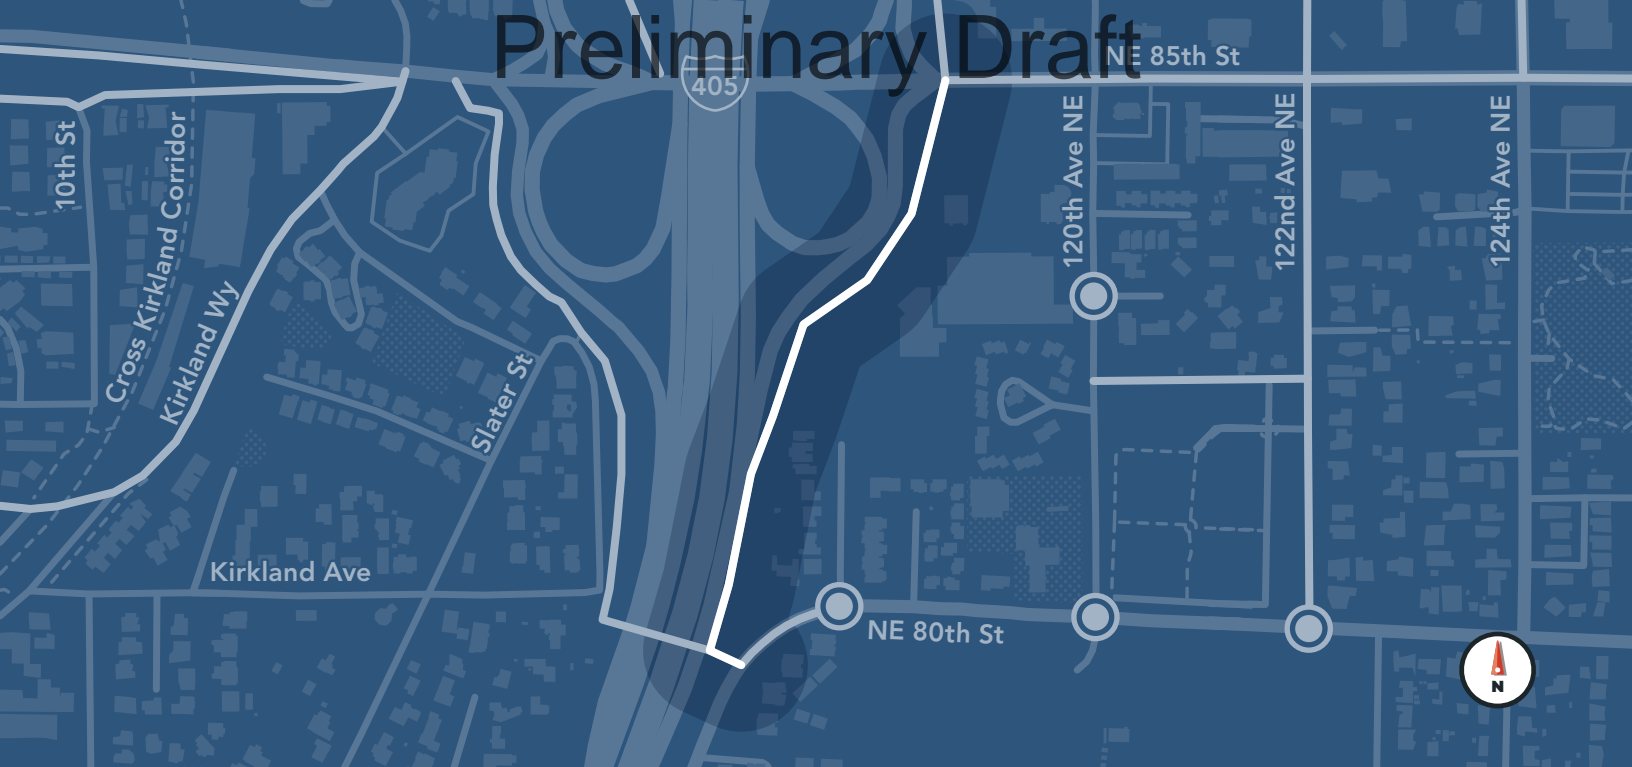 Preliminary Draft
NE 85th St
405
10th St
Cross Kirkland Corridor
Kirkland Wy
120th Ave NE
122nd Ave NE
124th Ave NE
Slater St
Kirkland Ave
NE 80th St
N